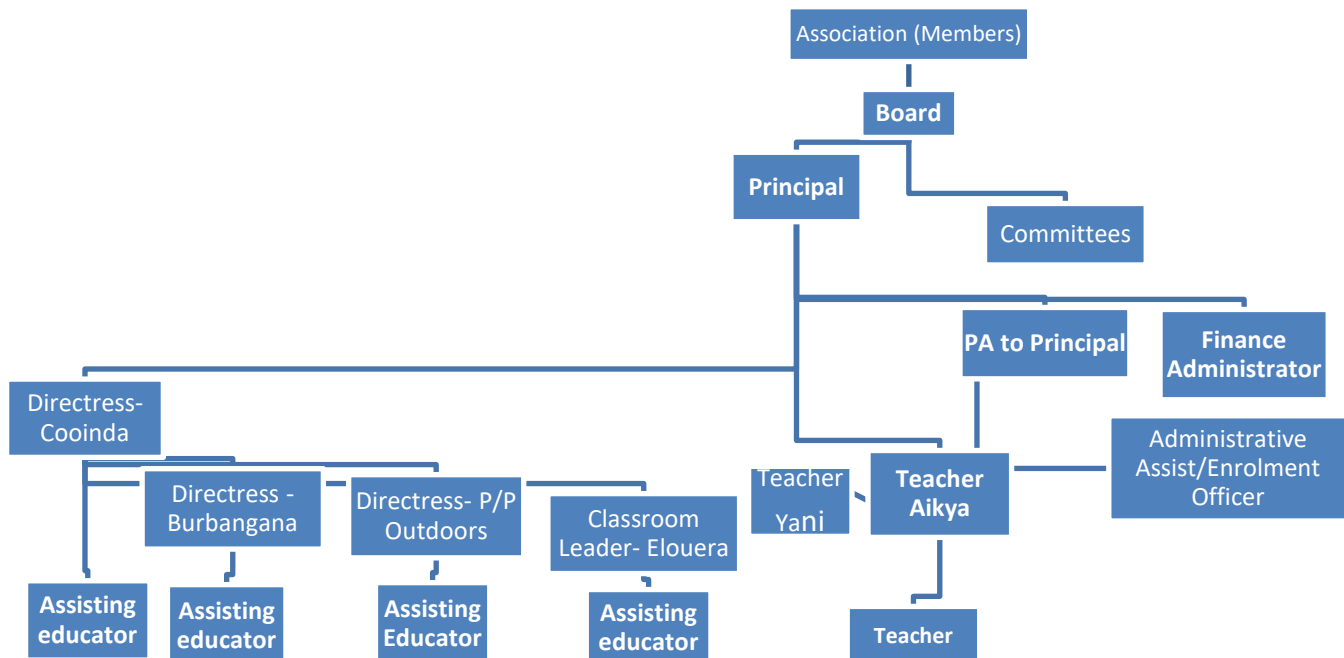 Association (Members)
Board
Principal
Committees
PA to Principal
Finance
Administrator
Directress-
Cooinda
Administrative
Assist/Enrolment
Officer
Directress -
Burbangana
Directress- P/P
Outdoors
Classroom
Leader- Elouera
Teacher
Yani
Teacher
Aikya
Assisting
educator
Assisting
educator
Assisting
Educator
Assisting
educator
Teacher